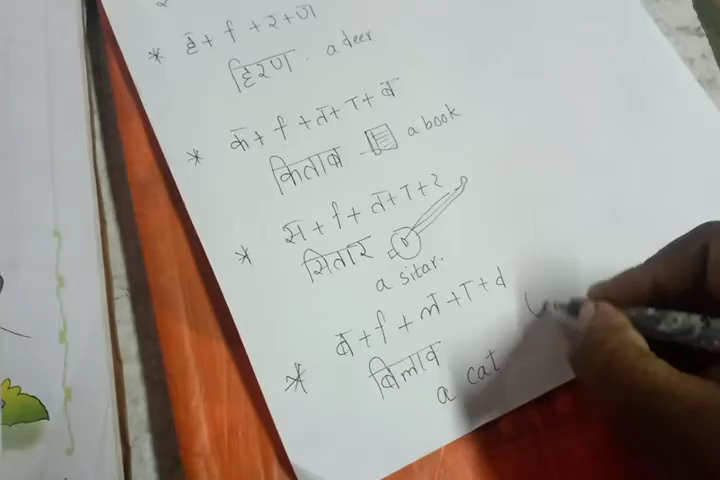 * ह + ि + र + ण
हिरण . a deer
* क + ि + त + ा + ब
किताब - a book
* स + ि + त + ा + र
सितार
a sitar.
* ब + ि + ल + ा + व
बिलाव
a cat